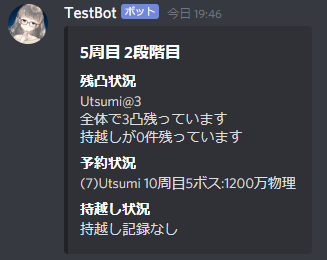 TestBot ボット 今日 19:46
5周目 2段階目
残凸状況
Utsumi@3
全体で3凸残っています
持越しが0件残っています
予約状況
(7)Utsumi 10周目5ボス:1200万物理
持越し状況
持越し記録なし